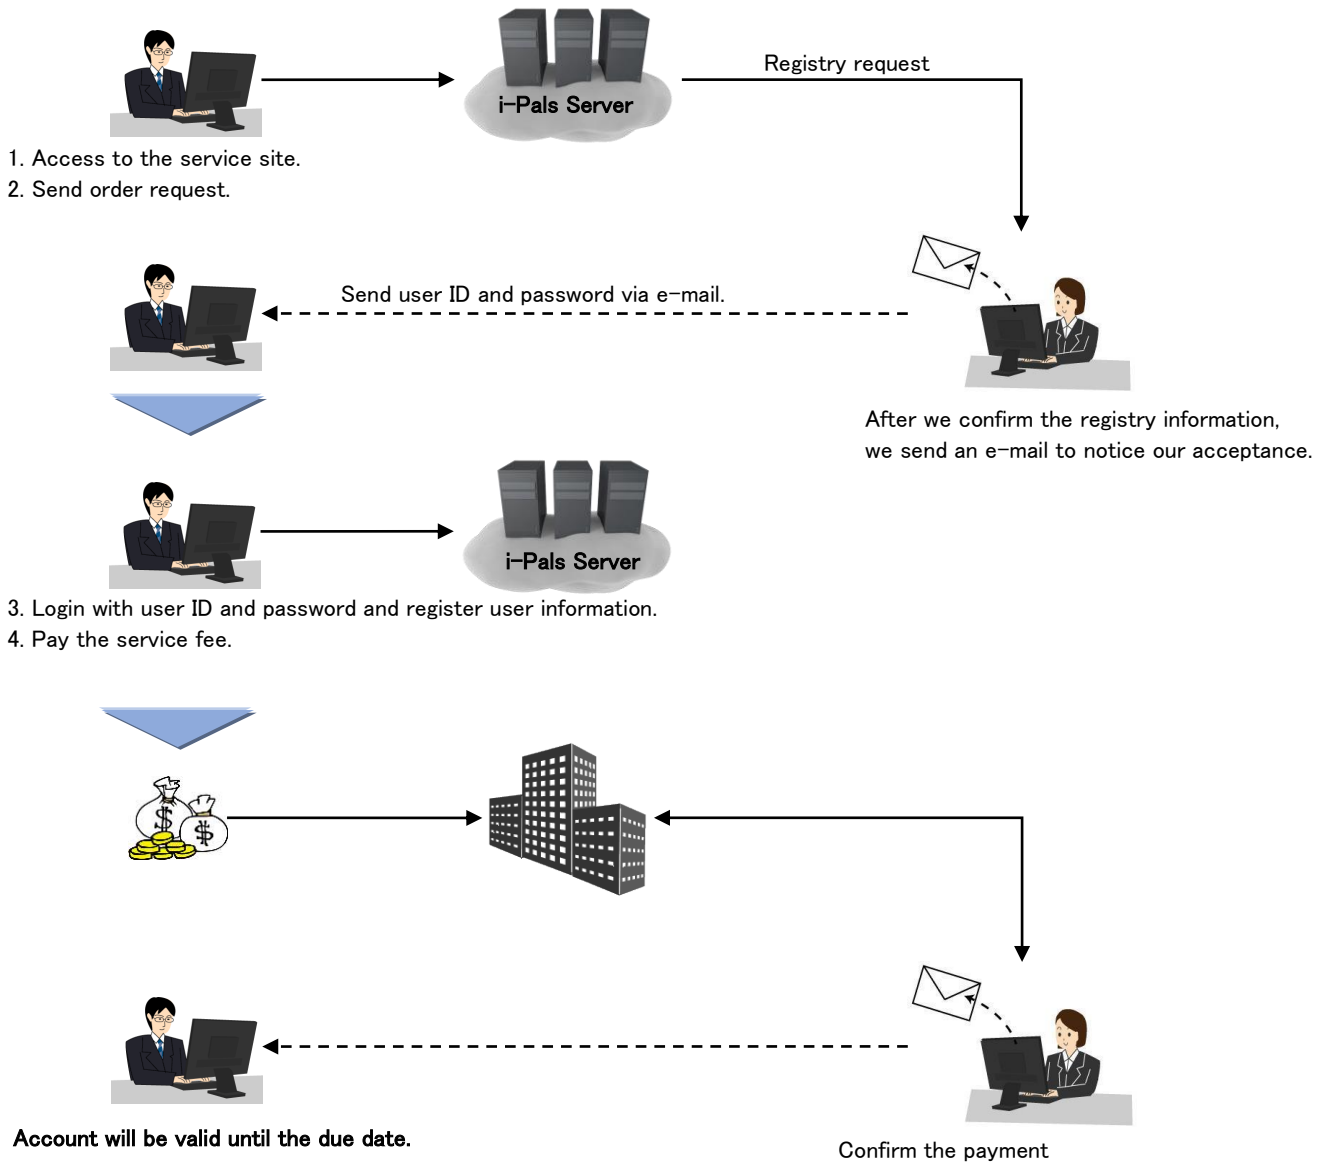 Registry request
i-Pals Server
1. Access to the service site.
2. Send order request.
Send user ID and password via e-mail.
After we confirm the registry information,
we send an e-mail to notice our acceptance.
i-Pals Server
3. Login with user ID and password and register user information.
4. Pay the service fee.
$
$
Account will be valid until the due date.
Confirm the payment